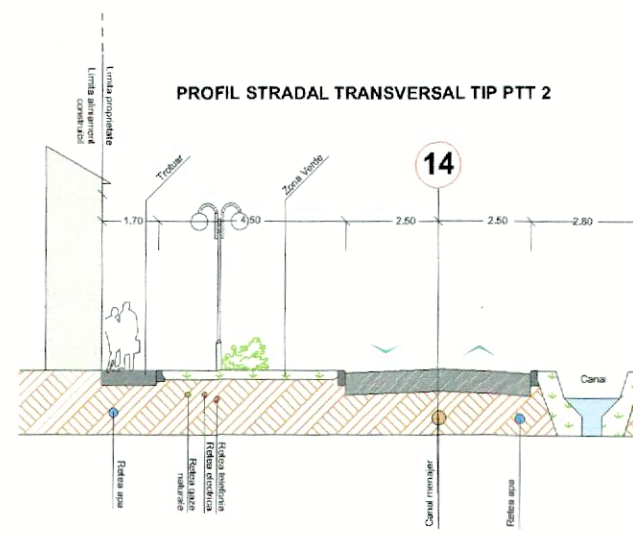 PROFIL STRADAL TRANSVERSAL TIP PTT 2
Limita proprietate
Limita aliniament
construibil
Trotuar
Zona Verde
14
1.70
4.50
2.50
2.50
2.80
Canal
Retea apa
Retea gaze
naturale
Retea electrica
Retea telefonie
Canal menajer
Retea apa